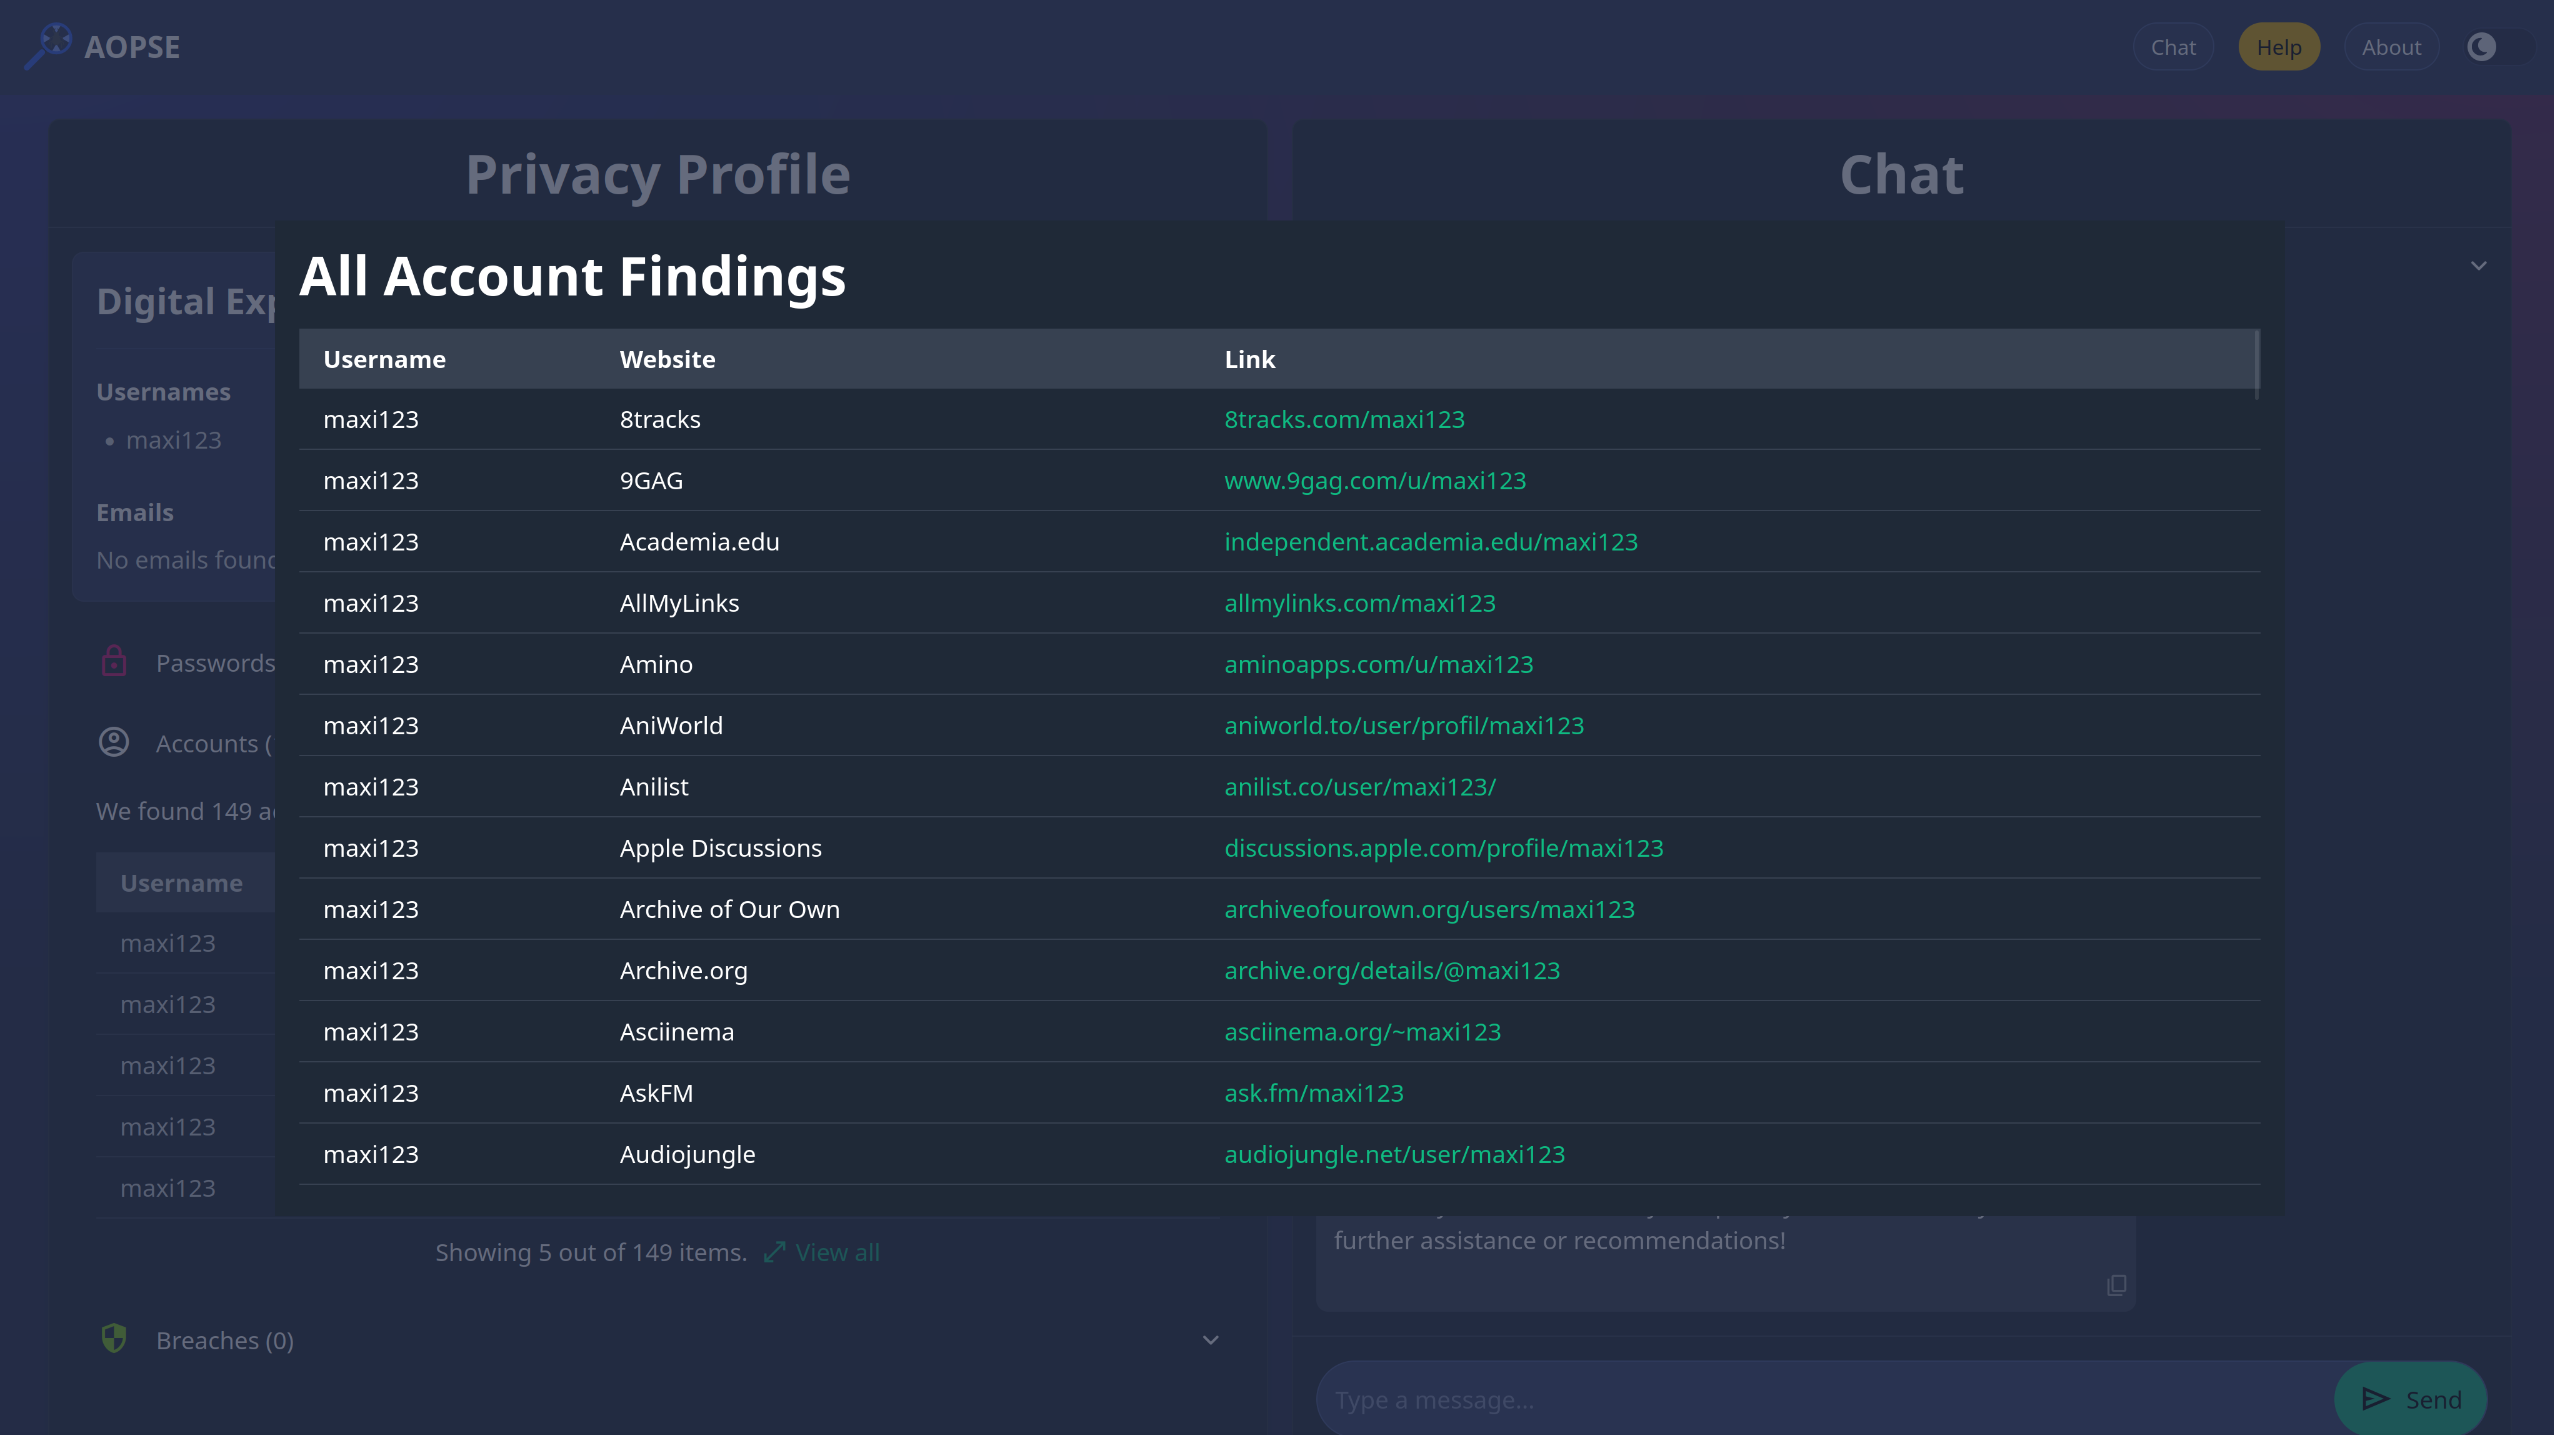 AOPSE
Chat
Help
About
Privacy Profile
Chat
Digital Exp
Usernames
maxi123
Emails
No emails found
Passwords
Accounts (
We found 149 a
Username
maxi123
maxi123
maxi123
maxi123
maxi123
All Account Findings
Username Website Link
maxi123 8tracks 8tracks.com/maxi123
maxi123 9GAG www.9gag.com/u/maxi123
maxi123 Academia.edu independent.academia.edu/maxi123
maxi123 AllMyLinks allmylinks.com/maxi123
maxi123 Amino aminoapps.com/u/maxi123
maxi123 AniWorld aniworld.to/user/profil/maxi123
maxi123 Anilist anilist.co/user/maxi123/
maxi123 Apple Discussions discussions.apple.com/profile/maxi123
maxi123 Archive of Our Own archiveofourown.org/users/maxi123
maxi123 Archive.org archive.org/details/@maxi123
maxi123 Asciinema asciinema.org/~maxi123
maxi123 AskFM ask.fm/maxi123
maxi123 Audiojungle audiojungle.net/user/maxi123
Showing 5 out of 149 items. View all
Breaches (0)
further assistance or recommendations!
Type a message...
Send